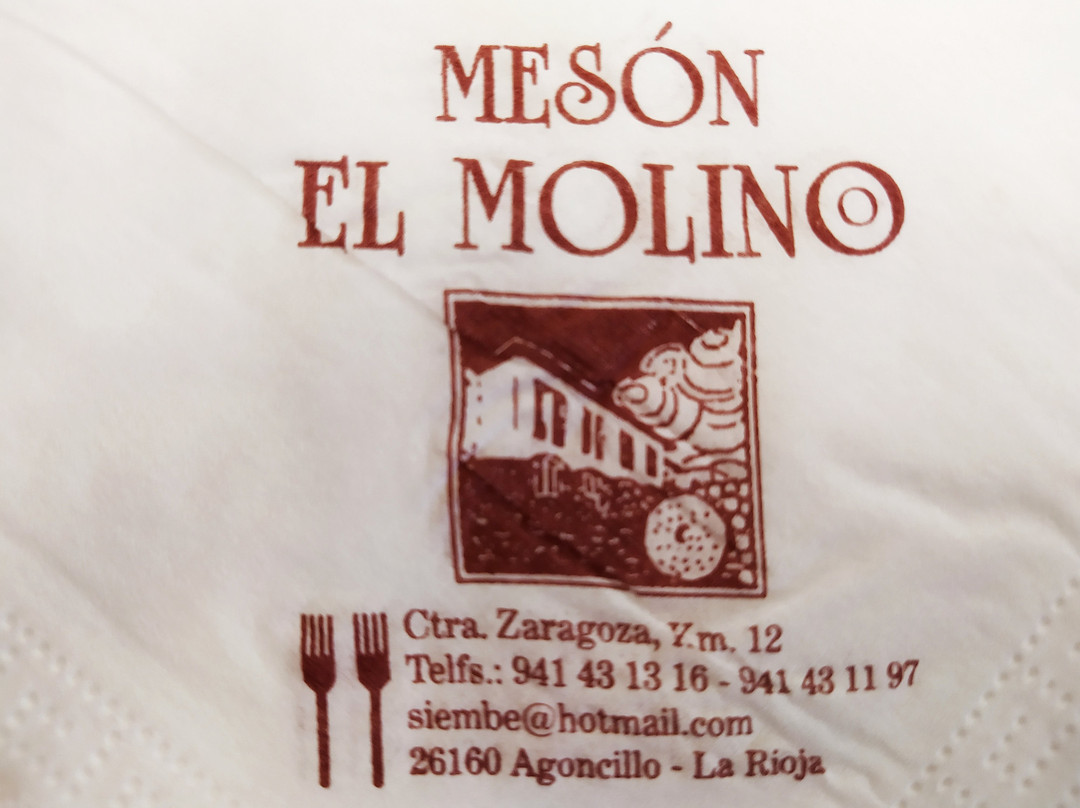 MESÓN
EL MOLINO
Ctra. Zaragoza, Y.m. 12
Telfs.: 941 43 13 16 - 941 43 11 97
siembe@hotmail.com
26160 Agoncillo - La Rioja